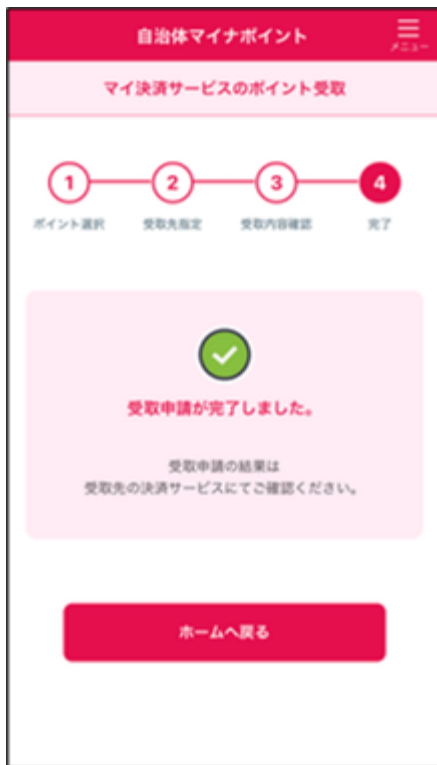 自治体マイナポイント
メニュー
マイ決済サービスのポイント受取
1 2 3 4
ポイント選択 受取先指定 受取内容確認 完了
受取申請が完了しました。
受取申請の結果は
受取先の決済サービスにてご確認ください。
ホームへ戻る